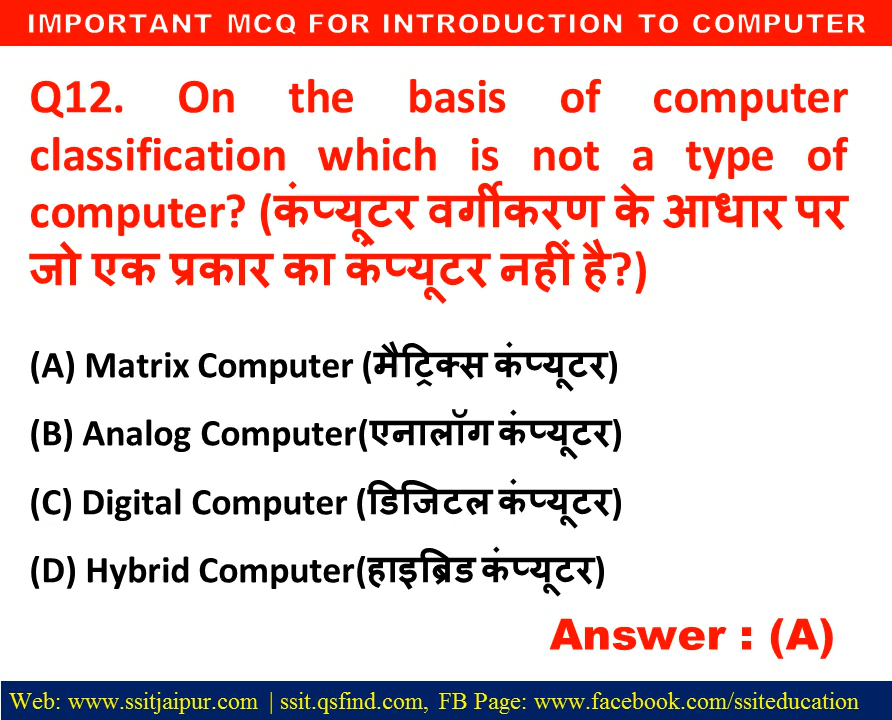 IMPORTANT MCQ FOR INTRODUCTION TO COMPUTER
Q12. On the basis of computer
classification which is not a type of
computer? (कंप्यूटर वर्गीकरण के आधार पर
जो एक प्रकार का कंप्यूटर नहीं है?)
(A) Matrix Computer (मैट्रिक्स कंप्यूटर)
(B) Analog Computer(एनालॉग कंप्यूटर)
(C) Digital Computer (डिजिटल कंप्यूटर)
(D) Hybrid Computer(हाइब्रिड कंप्यूटर)
Answer : (A)
Web: www.ssitjaipur.com | ssit.qsfind.com, FB Page: www.facebook.com/ssiteducation